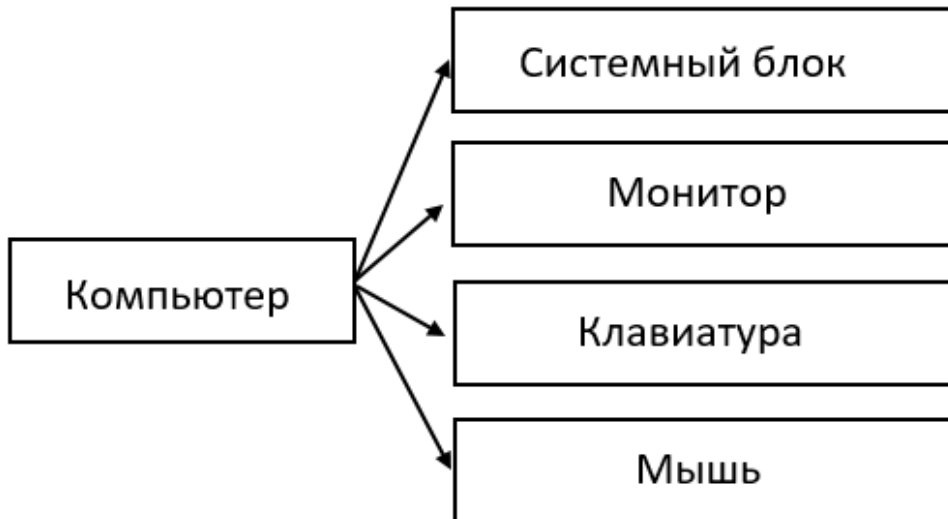 Системный блок
Монитор
Компьютер
Клавиатура
Мышь